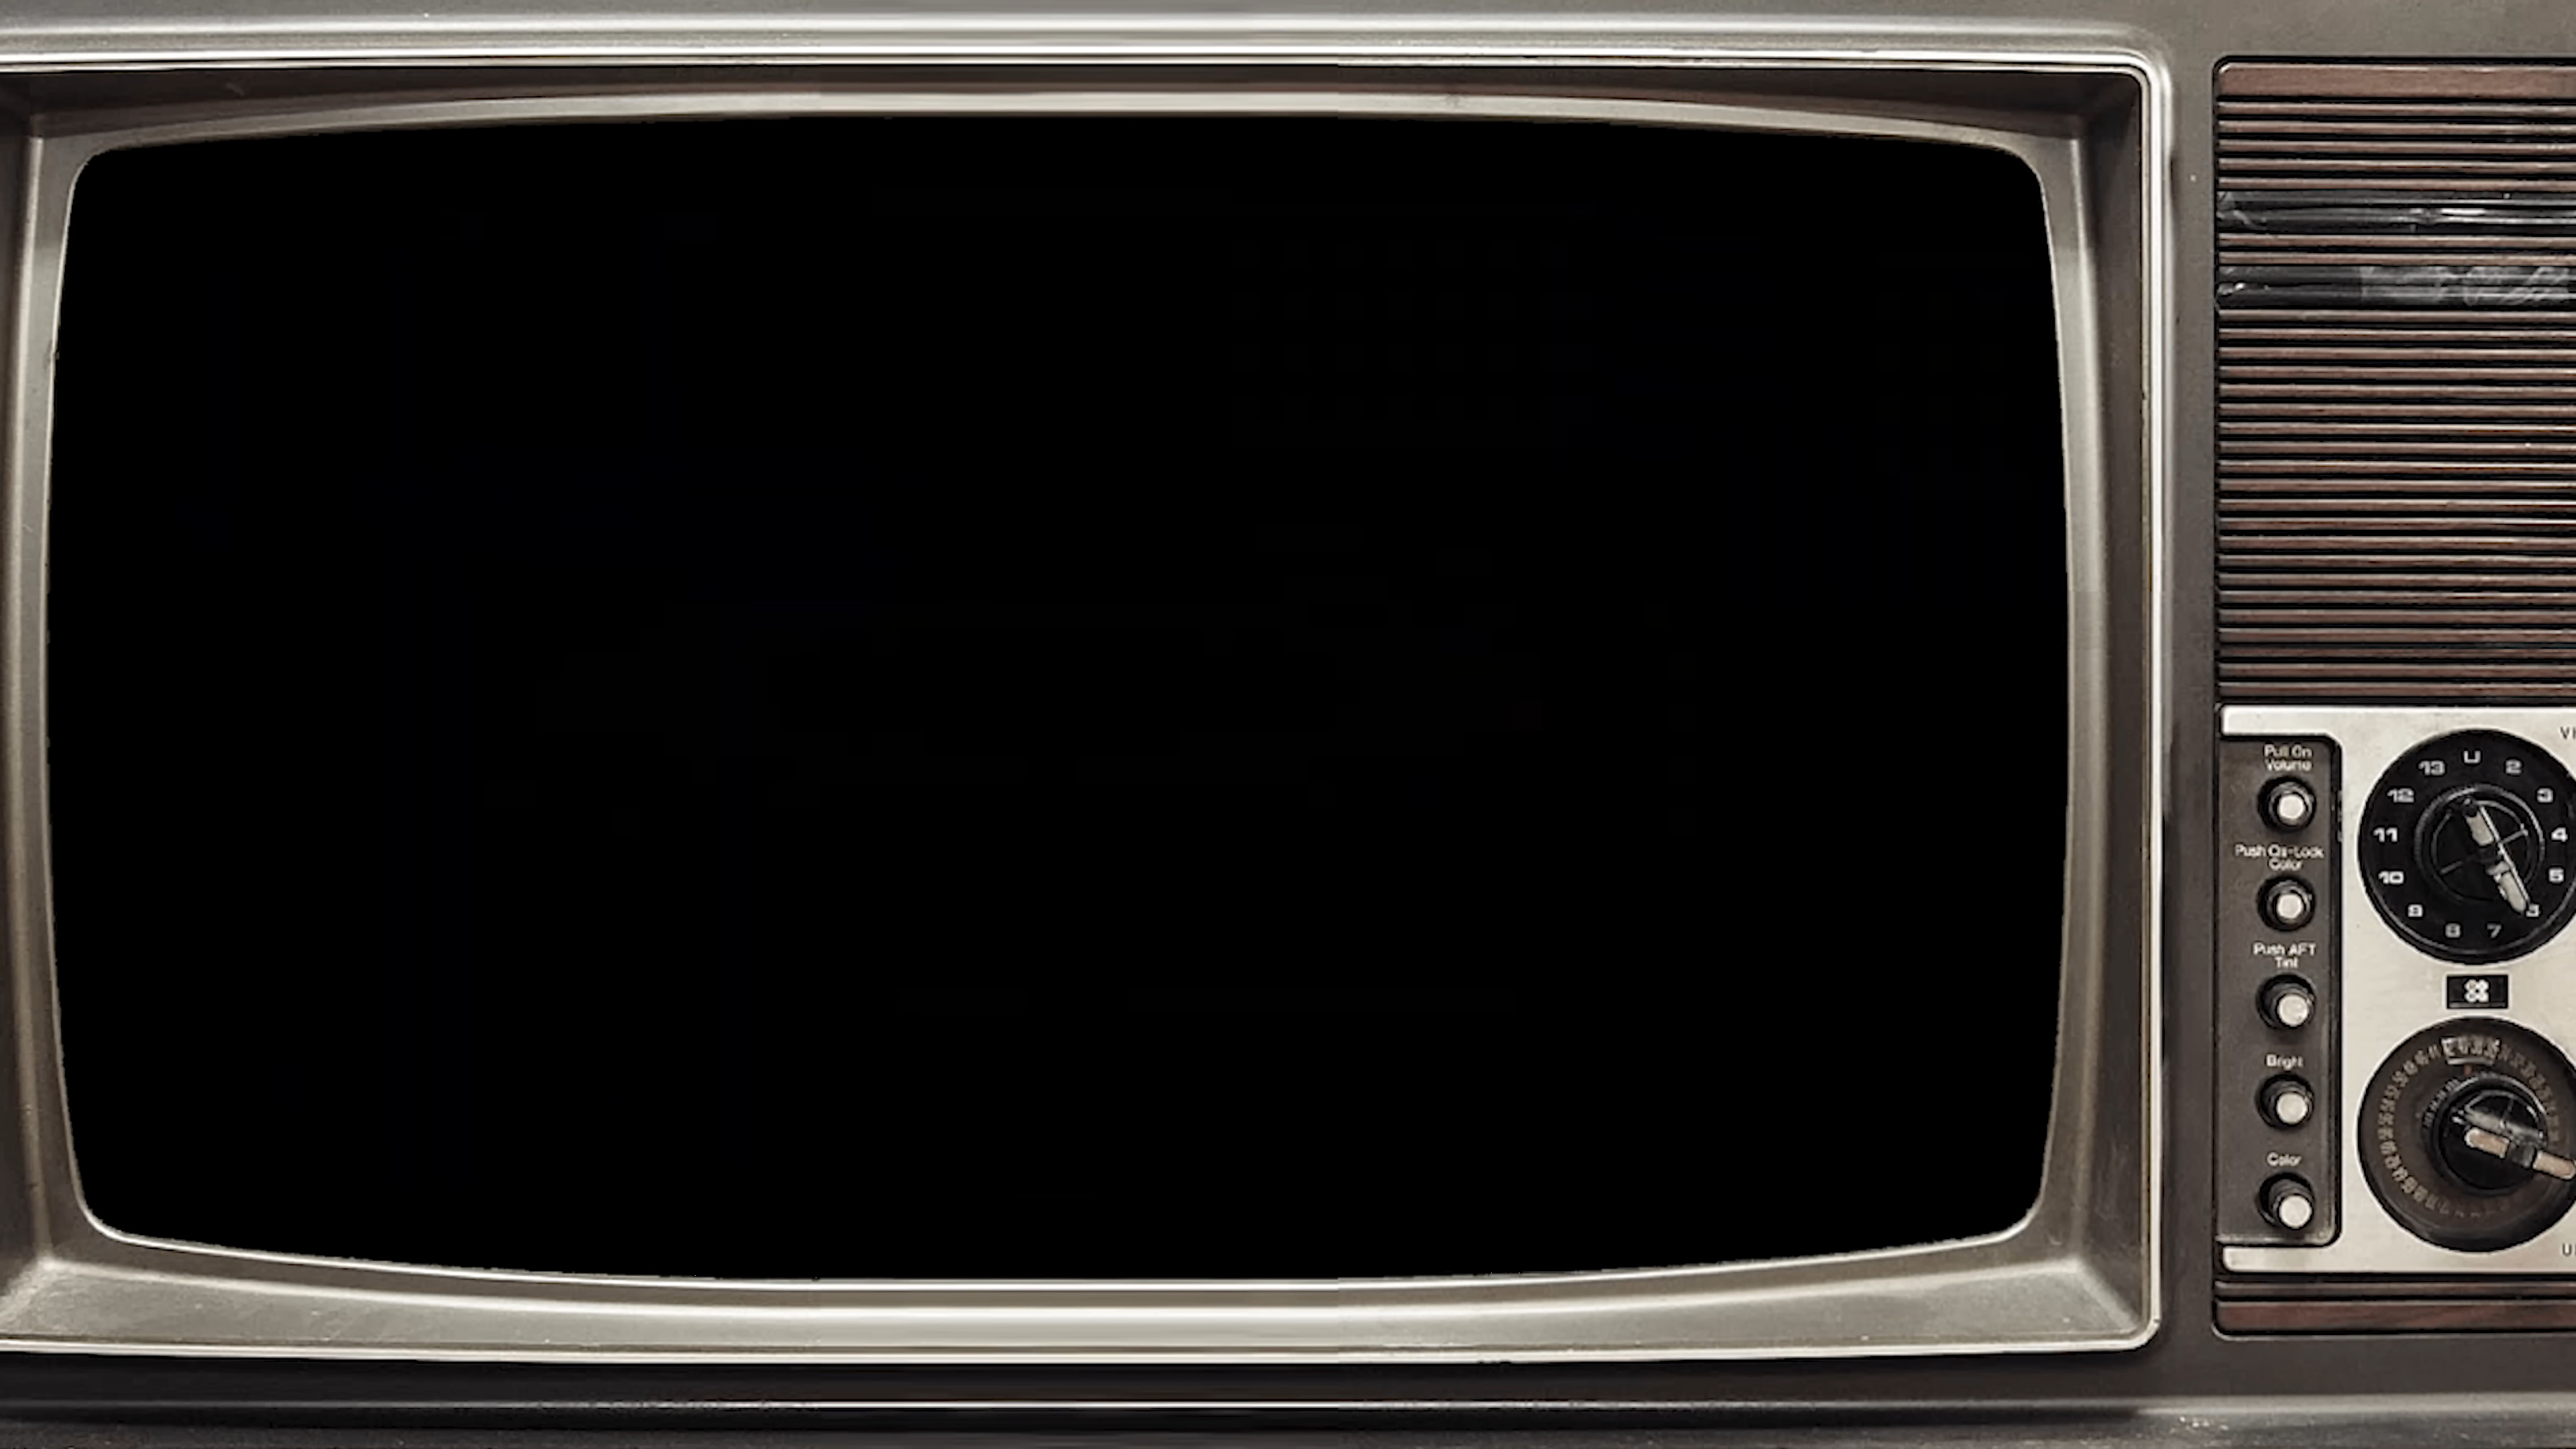 Pull On
Volume
Push Qz-Lock
Color
Push AFT
Tint
Bright
Color
U
2
3
4
5
7
8
9
10
11
12
13